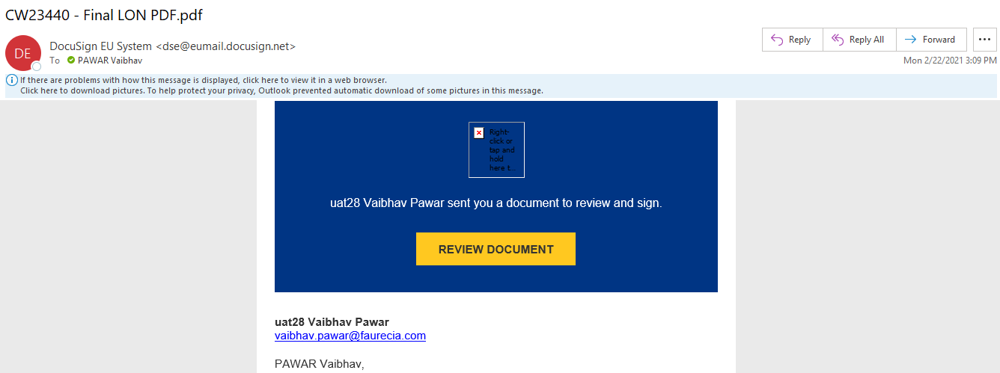 CW23440 - Final LON PDF.pdf
DE
DocuSign EU System <dse@eumail.docusign.net>
To PAWAR Vaibhav
Reply
Reply All
Forward
Mon 2/22/2021 3:09 PM
If there are problems with how this message is displayed, click here to view it in a web browser.
Click here to download pictures. To help protect your privacy, Outlook prevented automatic download of some pictures in this message.
Right-
click or
tap and
hold
here t...
uat28 Vaibhav Pawar sent you a document to review and sign.
REVIEW DOCUMENT
uat28 Vaibhav Pawar
vaibhav.pawar@faurecia.com
PAWAR Vaibhav,